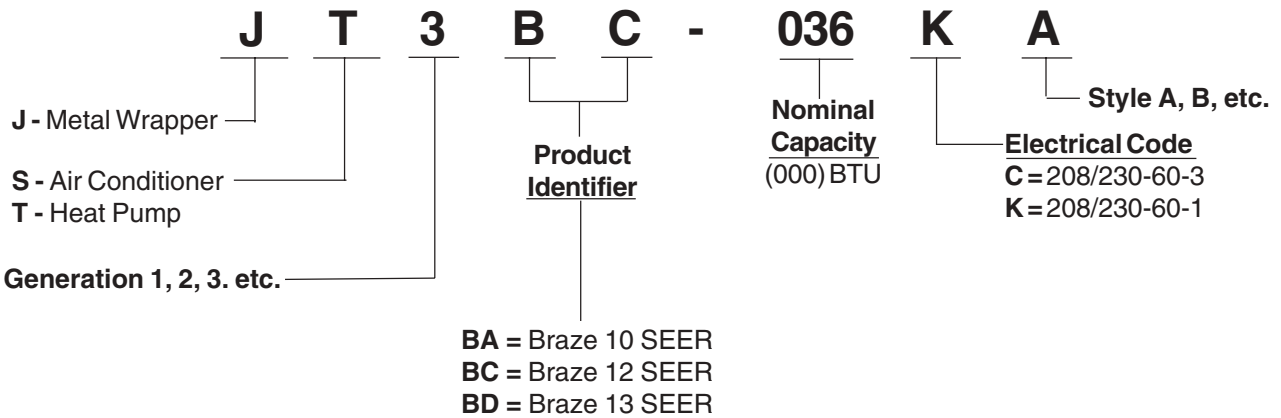 J T 3 B C - 036 K A
J - Metal Wrapper
S - Air Conditioner
T - Heat Pump
Generation 1, 2, 3. etc.
Product
Identifier
BA = Braze 10 SEER
BC = Braze 12 SEER
BD = Braze 13 SEER
Nominal
Capacity
(000) BTU
Style A, B, etc.
Electrical Code
C = 208/230-60-3
K = 208/230-60-1